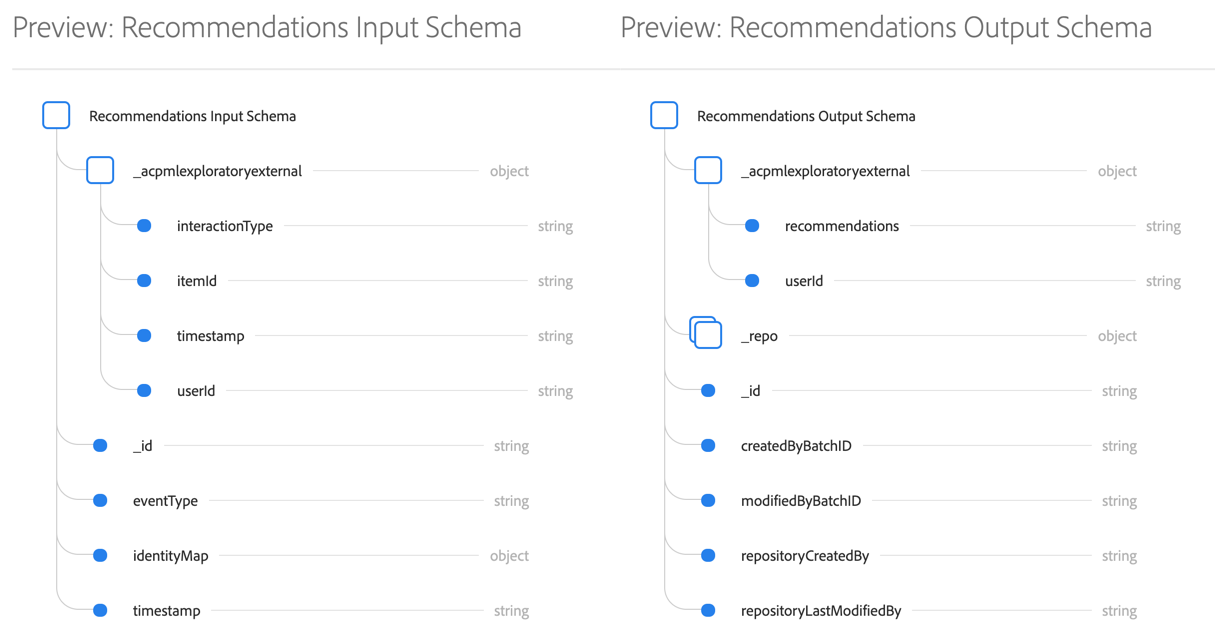 Preview: Recommendations Input Schema
Recommendations Input Schema
_acpmlexploratoryexternal object
interactionType string
itemId string
timestamp string
userId string
_id string
eventType string
identityMap object
timestamp string
Preview: Recommendations Output Schema
Recommendations Output Schema
_acpmlexploratoryexternal object
recommendations string
userId string
_repo object
_id string
createdByBatchID string
modifiedByBatchID string
repositoryCreatedBy string
repositoryLastModifiedBy string